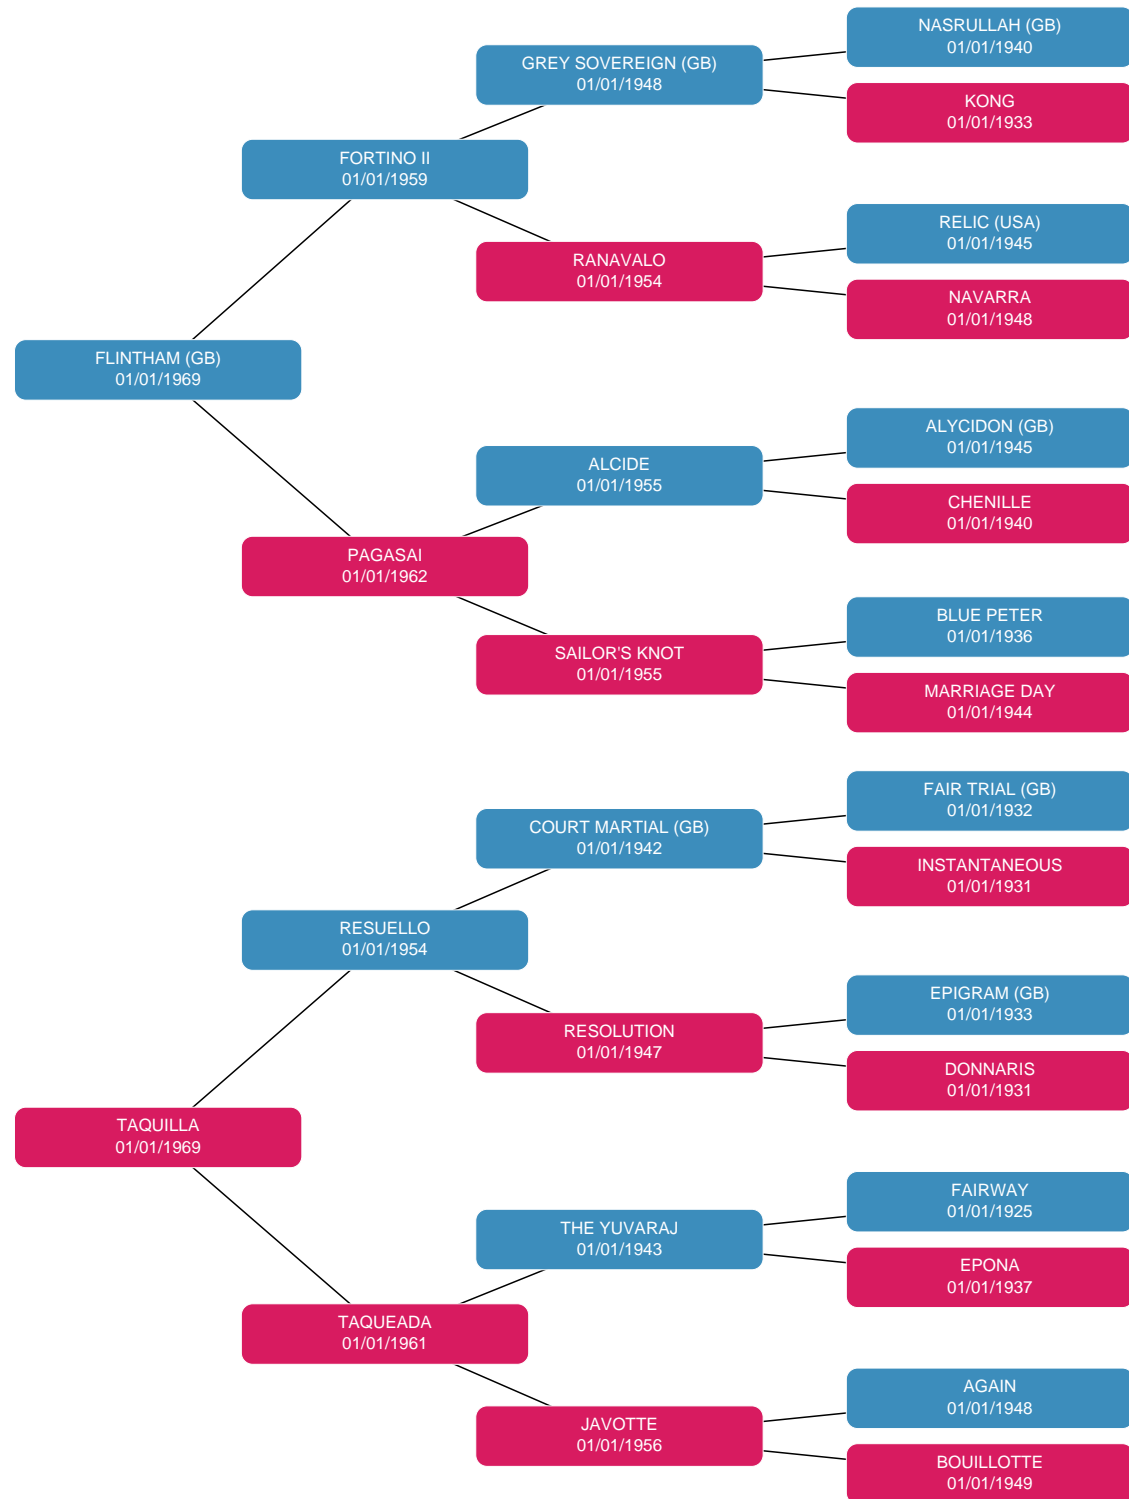 NASRULLAH (GB)
01/01/1940
GREY SOVEREIGN (GB)
01/01/1948
KONG
01/01/1933
FORTINO II
01/01/1959
RELIC (USA)
01/01/1945
RANAVALO
01/01/1954
NAVARRA
01/01/1948
FLINTHAM (GB)
01/01/1969
ALYCIDON (GB)
01/01/1945
ALCIDE
01/01/1955
CHENILLE
01/01/1940
PAGASAI
01/01/1962
BLUE PETER
01/01/1936
SAILOR'S KNOT
01/01/1955
MARRIAGE DAY
01/01/1944
FAIR TRIAL (GB)
01/01/1932
COURT MARTIAL (GB)
01/01/1942
INSTANTANEOUS
01/01/1931
RESUELLO
01/01/1954
EPIGRAM (GB)
01/01/1933
RESOLUTION
01/01/1947
DONNARIS
01/01/1931
TAQUILLA
01/01/1969
FAIRWAY
01/01/1925
THE YUVARAJ
01/01/1943
EPONA
01/01/1937
TAQUEADA
01/01/1961
AGAIN
01/01/1948
JAVOTTE
01/01/1956
BOUILLOTTE
01/01/1949